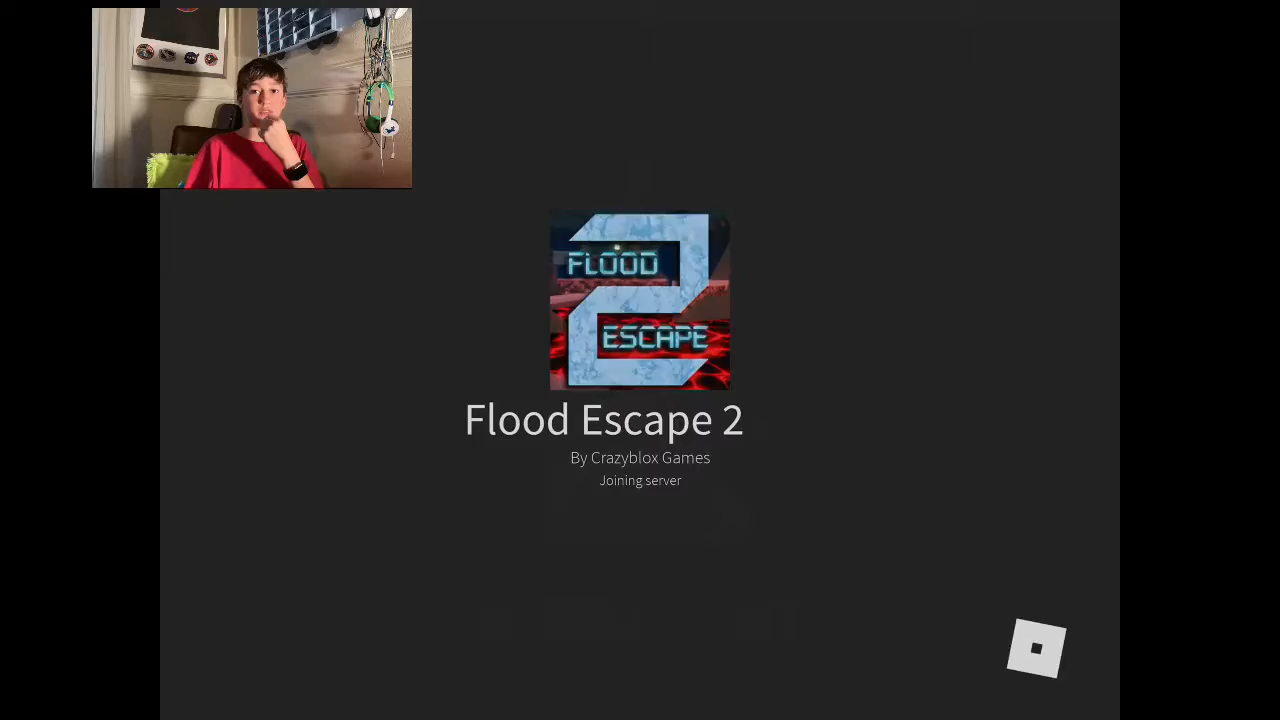 FLOOD
ESCAPE
Flood Escape 2
By Crazyblox Games
Joining server